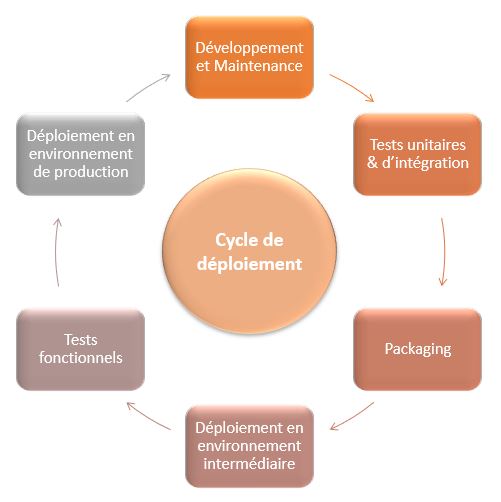 Développement
et Maintenance
Tests unitaires
& d'intégration
Packaging
Déploiement en
environnement
intermédiaire
Tests
fonctionnels
Déploiement en
environnement
de production
Cycle de
déploiement